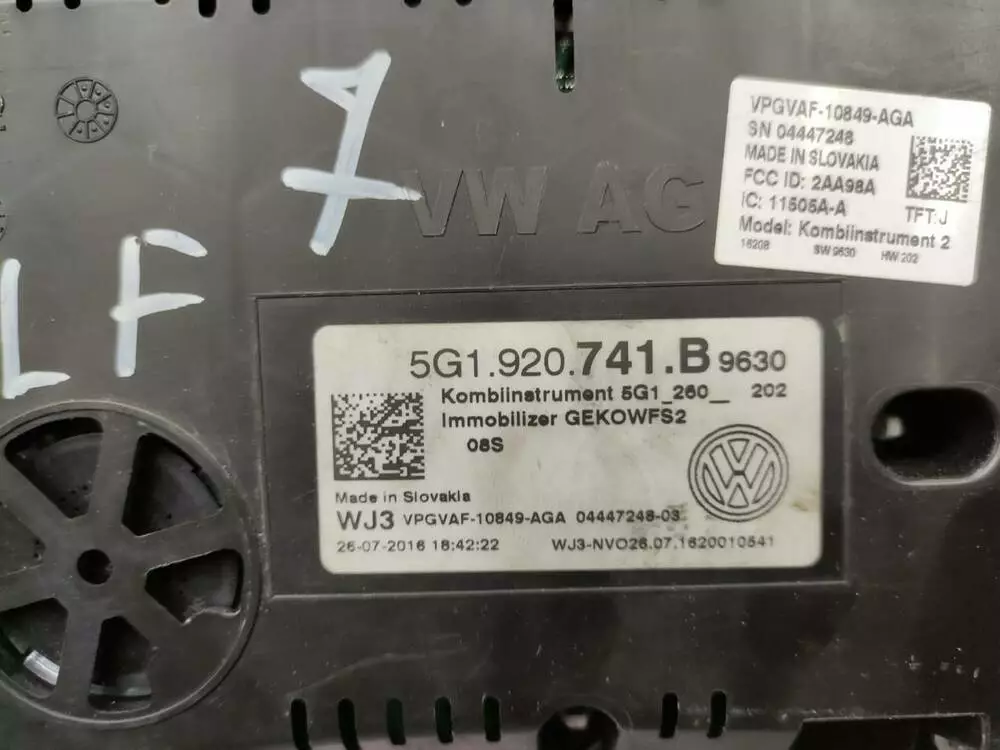 7
LF
VW AG
VPGVAF-10849-AGA
SN 04447248
MADE IN SLOVAKIA
FCC ID: 2AA98A
IC: 11505A-A TFT:J
Model: Kombiinstrument 2
16208 SW 9630 HW 202
5G1.920.741.B 9630
Kombiinstrument 5G1_260__ 202
Immobilizer GEKOWFS2
08S
Made in Slovakia
WJ3 VPGVAF-10849-AGA 04447248-03
26-07-2016 18:42:22 WJ3-NVO26.07.1620010541